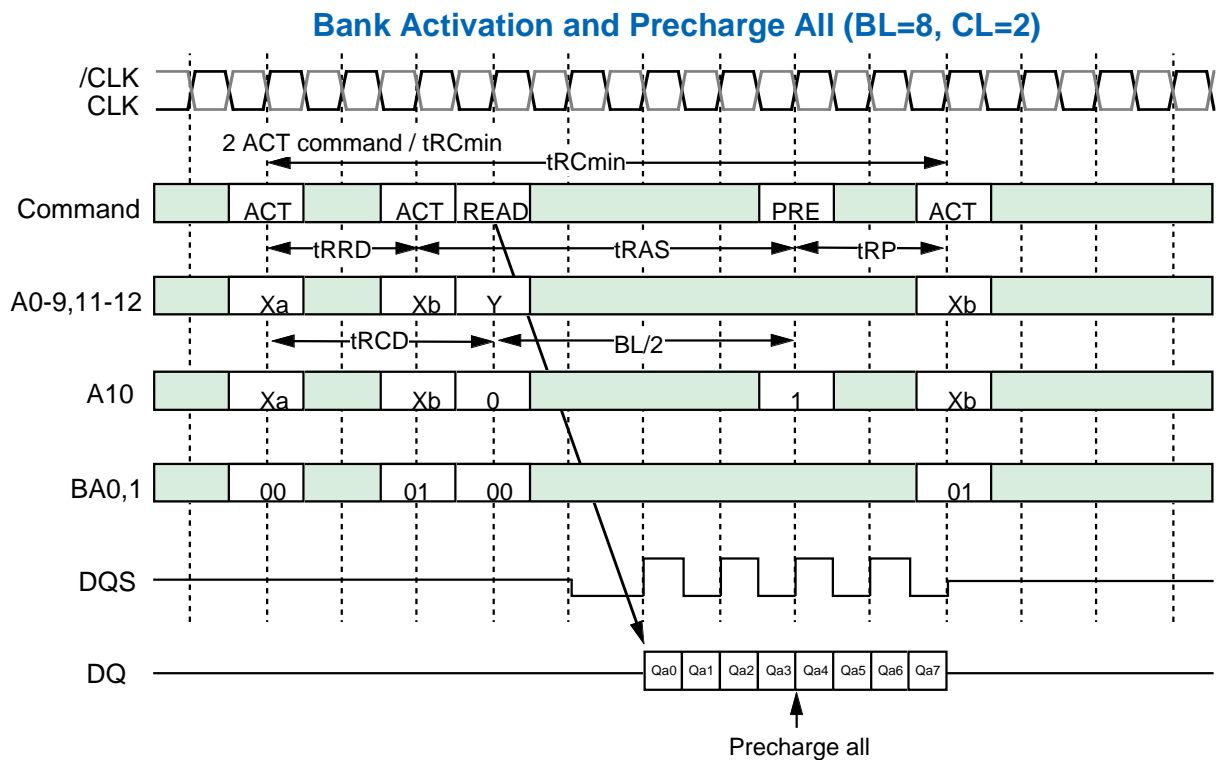 Bank Activation and Precharge All (BL=8, CL=2)
/CLK
CLK
2 ACT command / tRCmin
tRCmin
Command ACT ACT READ PRE ACT
tRRD tRAS tRP
A0-9,11-12 Xa Xb Y Xb
tRCD BL/2
A10 Xa Xb 0 1 Xb
BA0,1 00 01 00 01
DQS
DQ Qa0 Qa1 Qa2 Qa3 Qa4 Qa5 Qa6 Qa7
Precharge all